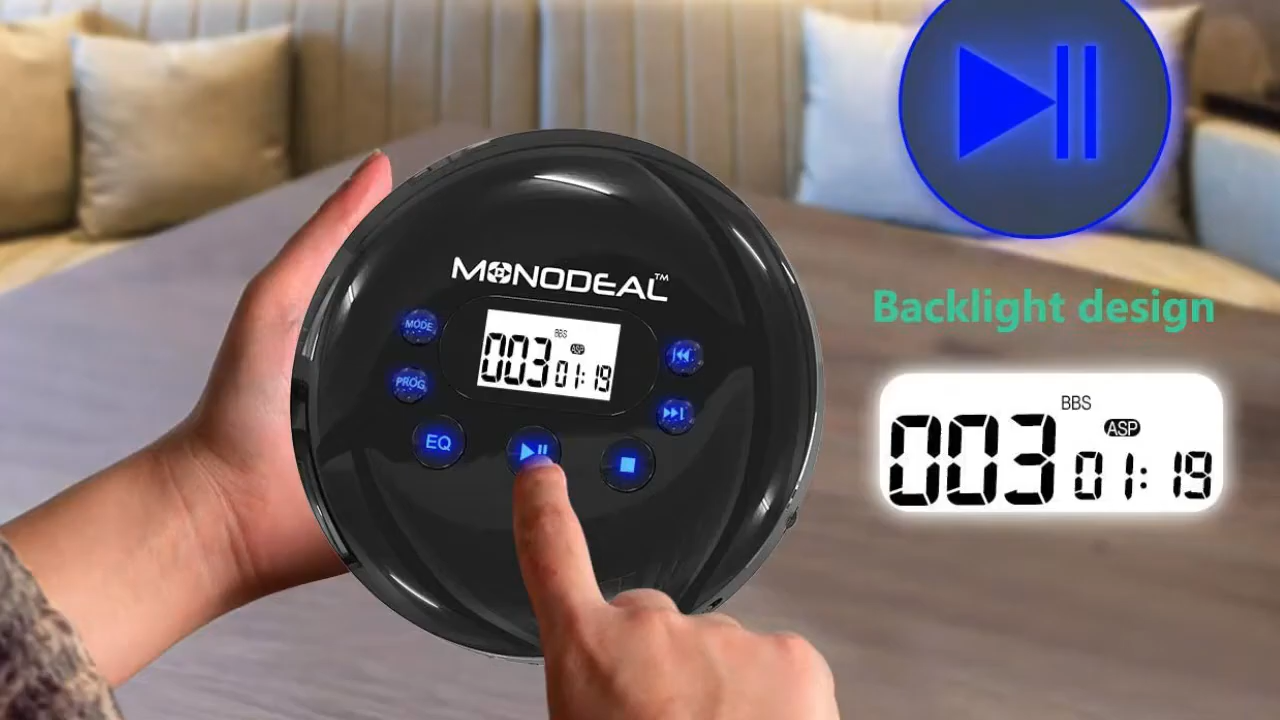 MONODEAL™
MODE
PROG
EQ
BBS
ASP
003 01:19
Backlight design
BBS
ASP
003 01:19